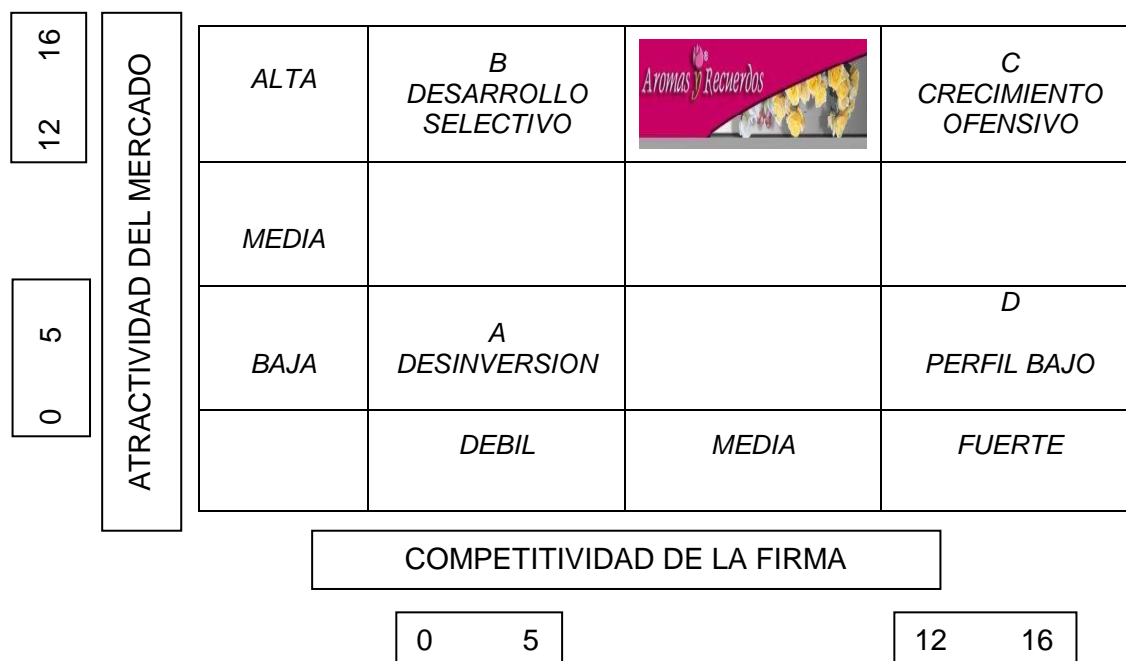 12 16
0 5
ATRACTIVIDAD DEL MERCADO
ALTA
B
DESARROLLO
SELECTIVO
Aromas y Recuerdos®
C
CRECIMIENTO
OFENSIVO
MEDIA
BAJA
A
DESINVERSION
D
PERFIL BAJO
DEBIL
MEDIA
FUERTE
COMPETITIVIDAD DE LA FIRMA
0 5
12 16